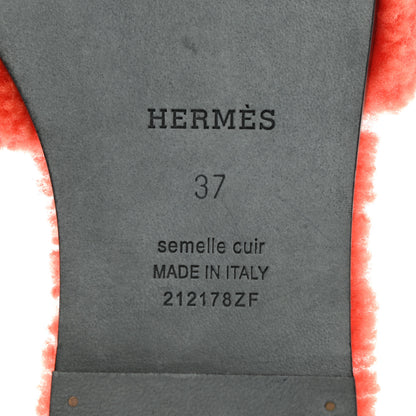 HERMÈS
37
semelle cuir
MADE IN ITALY
212178ZF